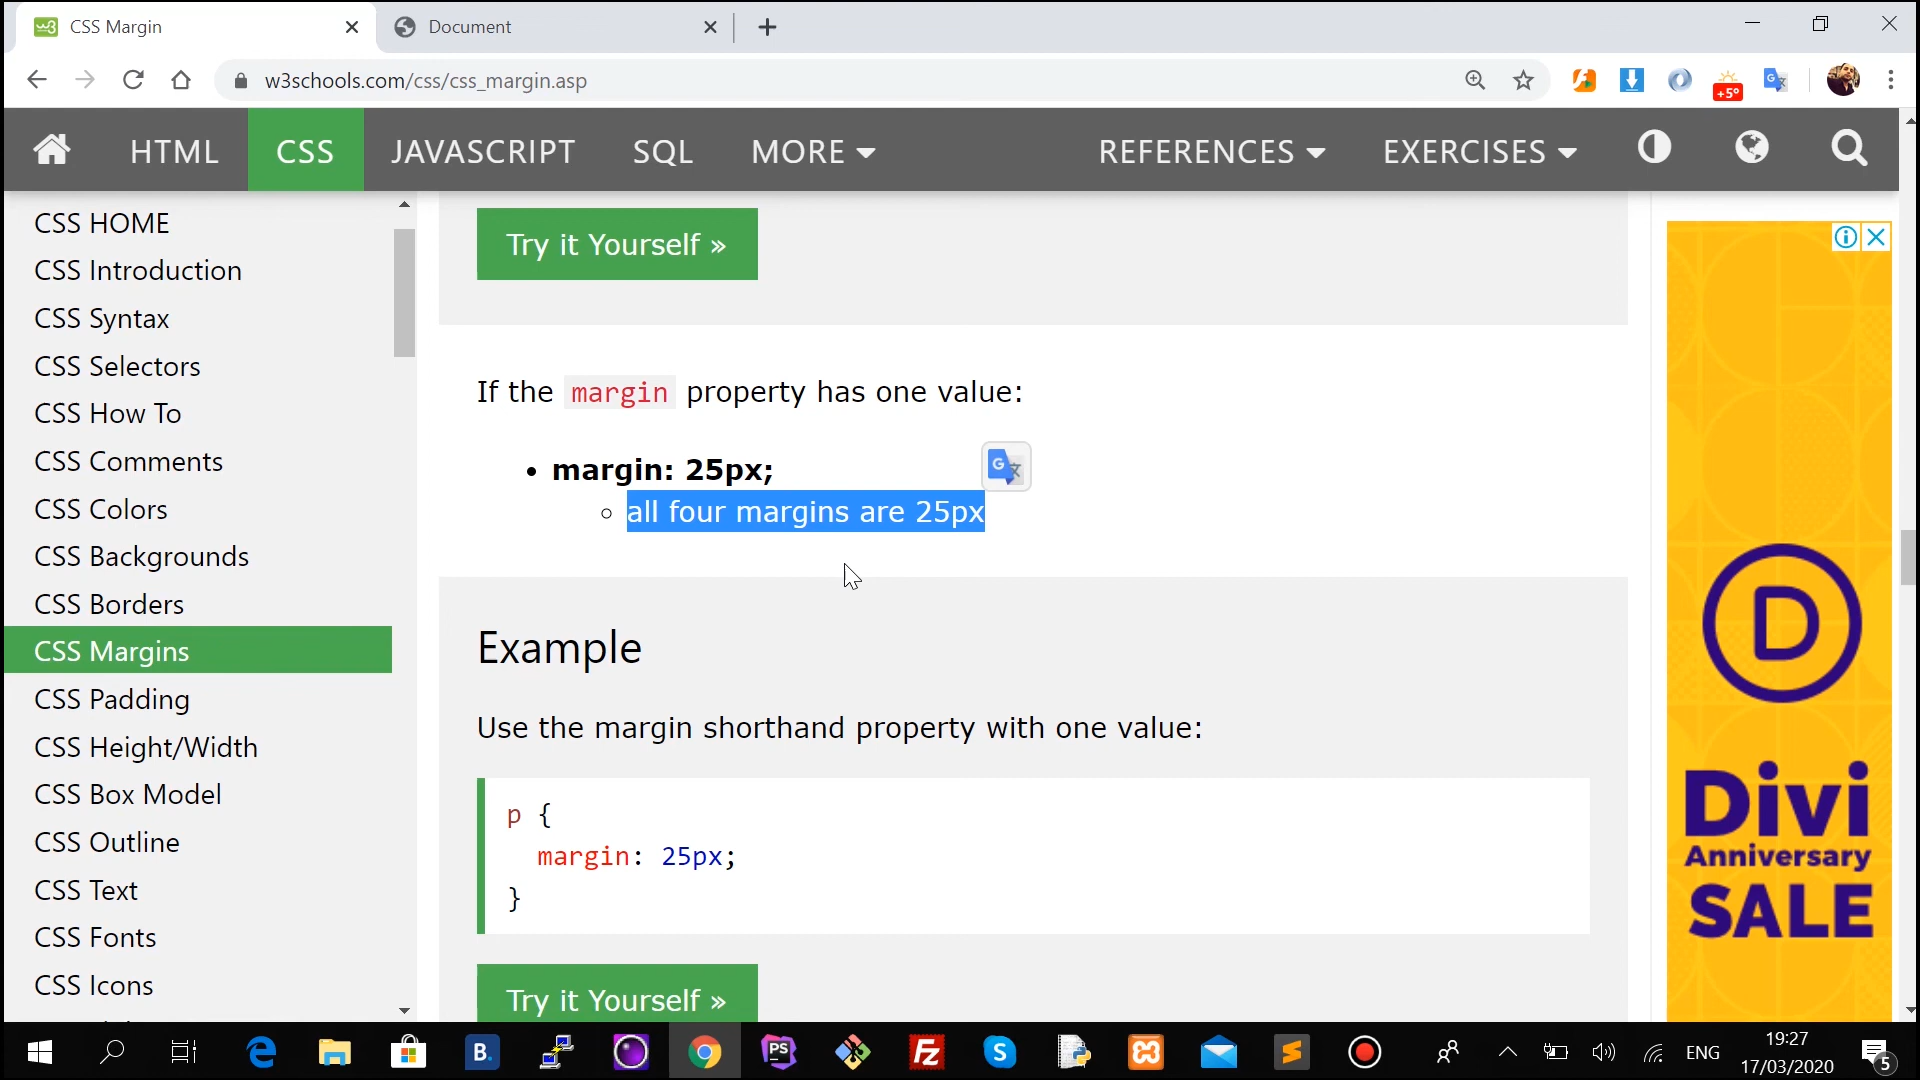 CSS Margin
Document
w3schools.com/css/css_margin.asp
+5°
HTML
CSS
JAVASCRIPT
SQL
MORE
REFERENCES
EXERCISES
CSS HOME
CSS Introduction
CSS Syntax
CSS Selectors
CSS How To
CSS Comments
CSS Colors
CSS Backgrounds
CSS Borders
CSS Margins
CSS Padding
CSS Height/Width
CSS Box Model
CSS Outline
CSS Text
CSS Fonts
CSS Icons
Try it Yourself »
If the margin property has one value:
margin: 25px;
all four margins are 25px
Example
Use the margin shorthand property with one value:
p {
margin: 25px;
}
Try it Yourself »
D
Divi
Anniversary
SALE
B.
PS
Fz
S
ENG
19:27
17/03/2020
5